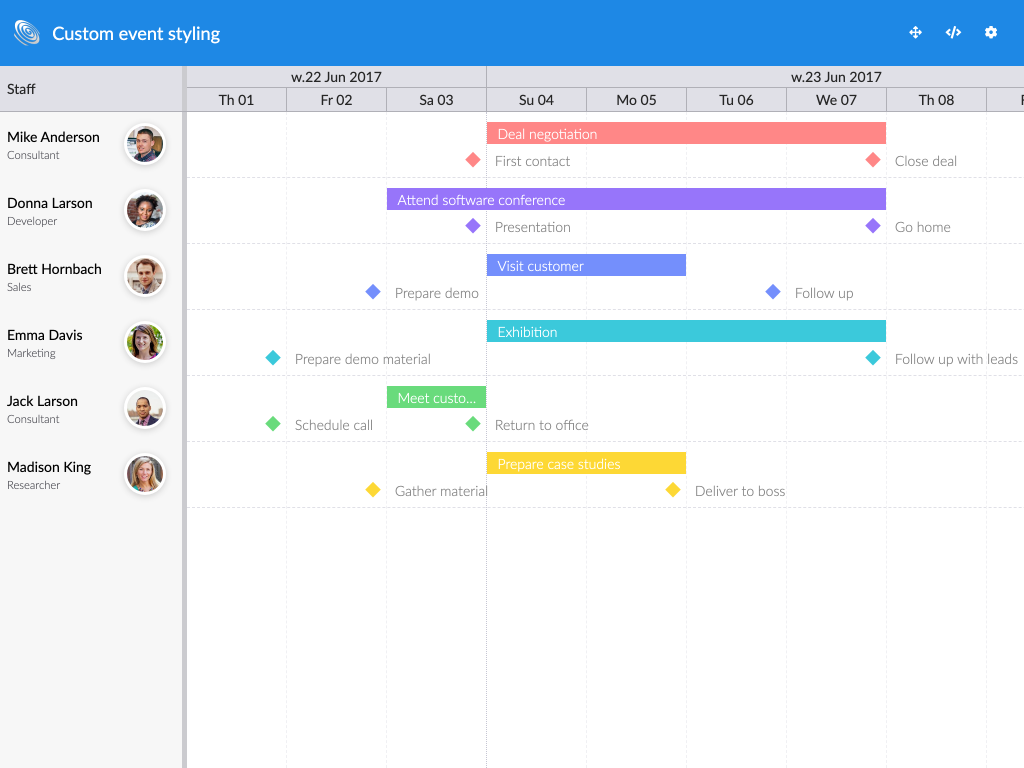 Custom event styling
Staff
w.22 Jun 2017
w.23 Jun 2017
Th 01
Fr 02
Sa 03
Su 04
Mo 05
Tu 06
We 07
Th 08
Mike Anderson
Consultant
Deal negotiation
First contact
Close deal
Donna Larson
Developer
Attend software conference
Presentation
Go home
Brett Hornbach
Sales
Visit customer
Prepare demo
Follow up
Emma Davis
Marketing
Exhibition
Prepare demo material
Follow up with leads
Jack Larson
Consultant
Meet custo...
Schedule call
Return to office
Madison King
Researcher
Prepare case studies
Gather material
Deliver to boss